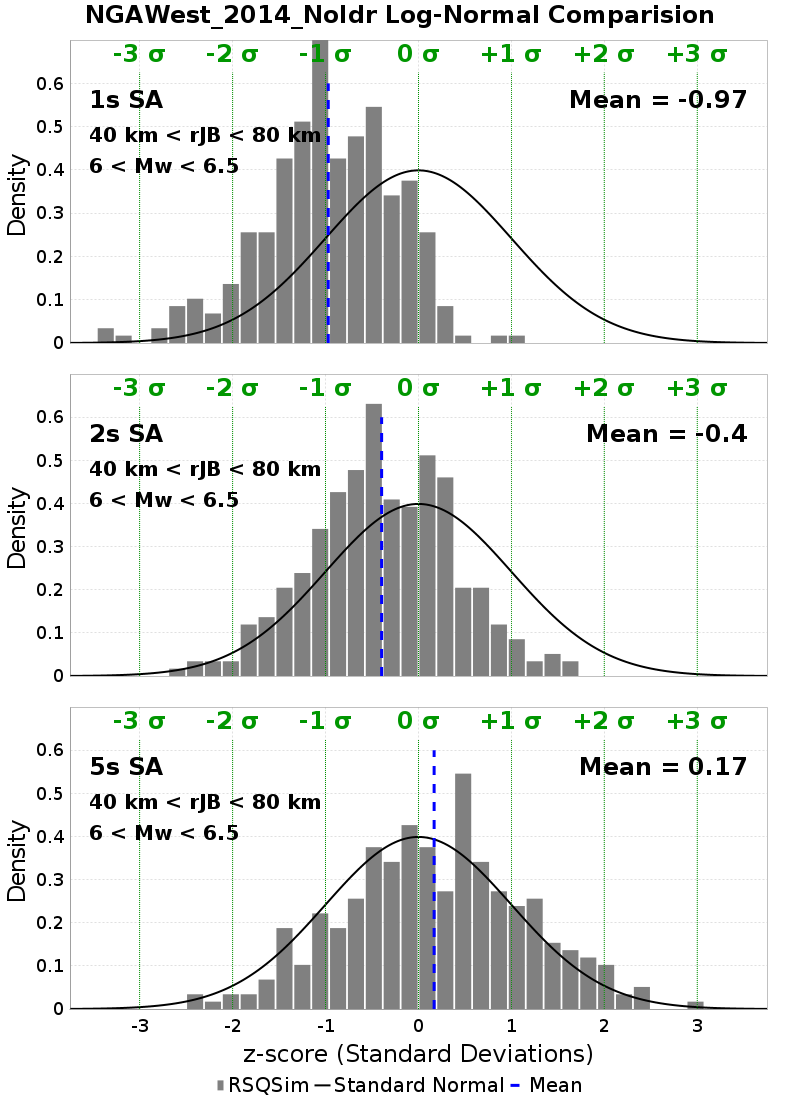 NGAWest_2014_NoIdr Log-Normal Comparision
-3 σ -2 σ -1 σ 0 σ +1 σ +2 σ +3 σ
1s SA Mean = -0.97
40 km < rJB < 80 km
6 < Mw < 6.5
Density
0.6
0.5
0.4
0.3
0.2
0.1
0
-3 σ -2 σ -1 σ 0 σ +1 σ +2 σ +3 σ
2s SA Mean = -0.4
40 km < rJB < 80 km
6 < Mw < 6.5
Density
0.6
0.5
0.4
0.3
0.2
0.1
0
-3 σ -2 σ -1 σ 0 σ +1 σ +2 σ +3 σ
5s SA Mean = 0.17
40 km < rJB < 80 km
6 < Mw < 6.5
Density
0.6
0.5
0.4
0.3
0.2
0.1
0
-3 -2 -1 0 1 2 3
z-score (Standard Deviations)
RSQSim Standard Normal Mean